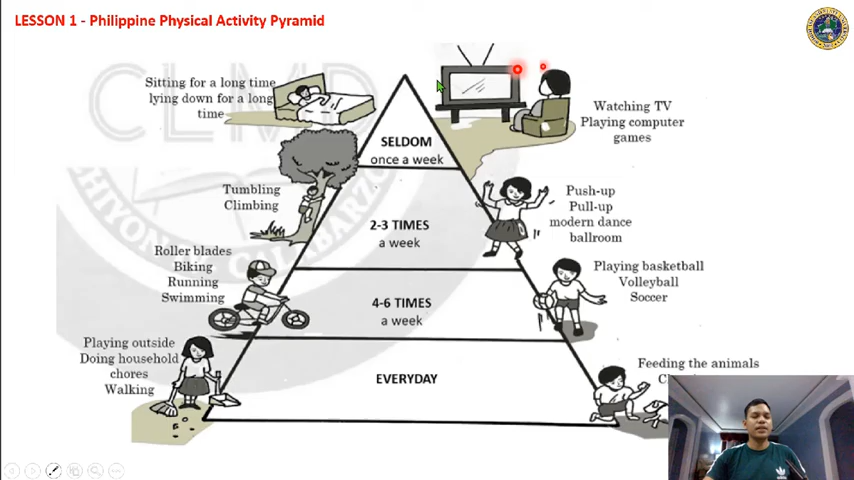 LESSON 1 - Philippine Physical Activity Pyramid
Sitting for a long time
lying down for a long
time
Watching TV
Playing computer
games
SELDOM
once a week
Tumbling
Climbing
Push-up
Pull-up
modern dance
ballroom
2-3 TIMES
a week
Roller blades
Biking
Running
Swimming
Playing basketball
Volleyball
Soccer
4-6 TIMES
a week
Playing outside
Doing household
chores
Walking
Feeding the animals
EVERYDAY
CLMD